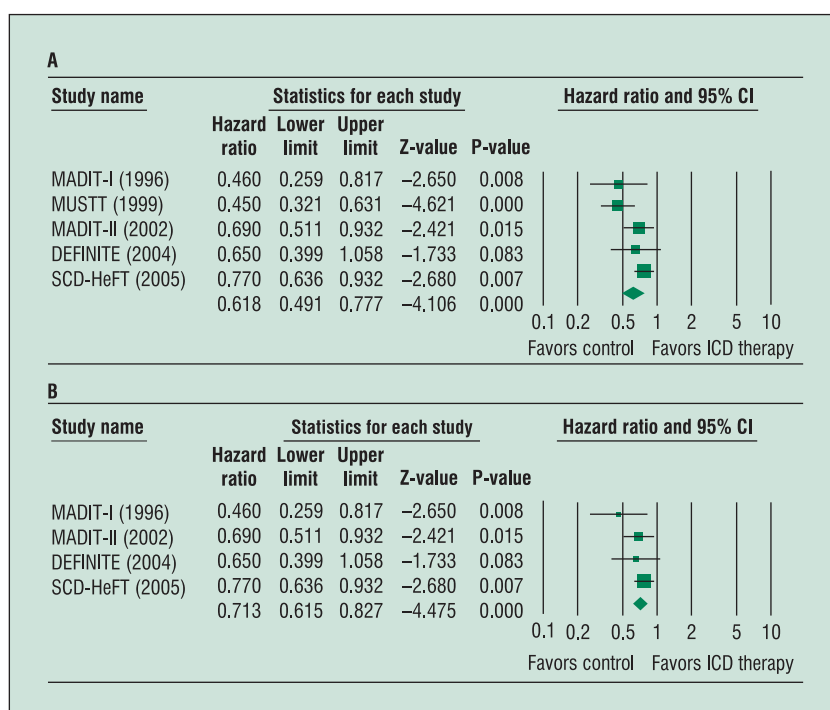 A
Study name Statistics for each study Hazard ratio and 95% CI
Hazard Lower Upper
ratio limit limit Z-value P-value
MADIT-I (1996) 0.460 0.259 0.817 –2.650 0.008
MUSTT (1999) 0.450 0.321 0.631 –4.621 0.000
MADIT-II (2002) 0.690 0.511 0.932 –2.421 0.015
DEFINITE (2004) 0.650 0.399 1.058 –1.733 0.083
SCD-HeFT (2005) 0.770 0.636 0.932 –2.680 0.007
0.618 0.491 0.777 –4.106 0.000
0.1 0.2 0.5 1 2 5 10
Favors control Favors ICD therapy
B
Study name Statistics for each study Hazard ratio and 95% CI
Hazard Lower Upper
ratio limit limit Z-value P-value
MADIT-I (1996) 0.460 0.259 0.817 –2.650 0.008
MADIT-II (2002) 0.690 0.511 0.932 –2.421 0.015
DEFINITE (2004) 0.650 0.399 1.058 –1.733 0.083
SCD-HeFT (2005) 0.770 0.636 0.932 –2.680 0.007
0.713 0.615 0.827 –4.475 0.000
0.1 0.2 0.5 1 2 5 10
Favors control Favors ICD therapy